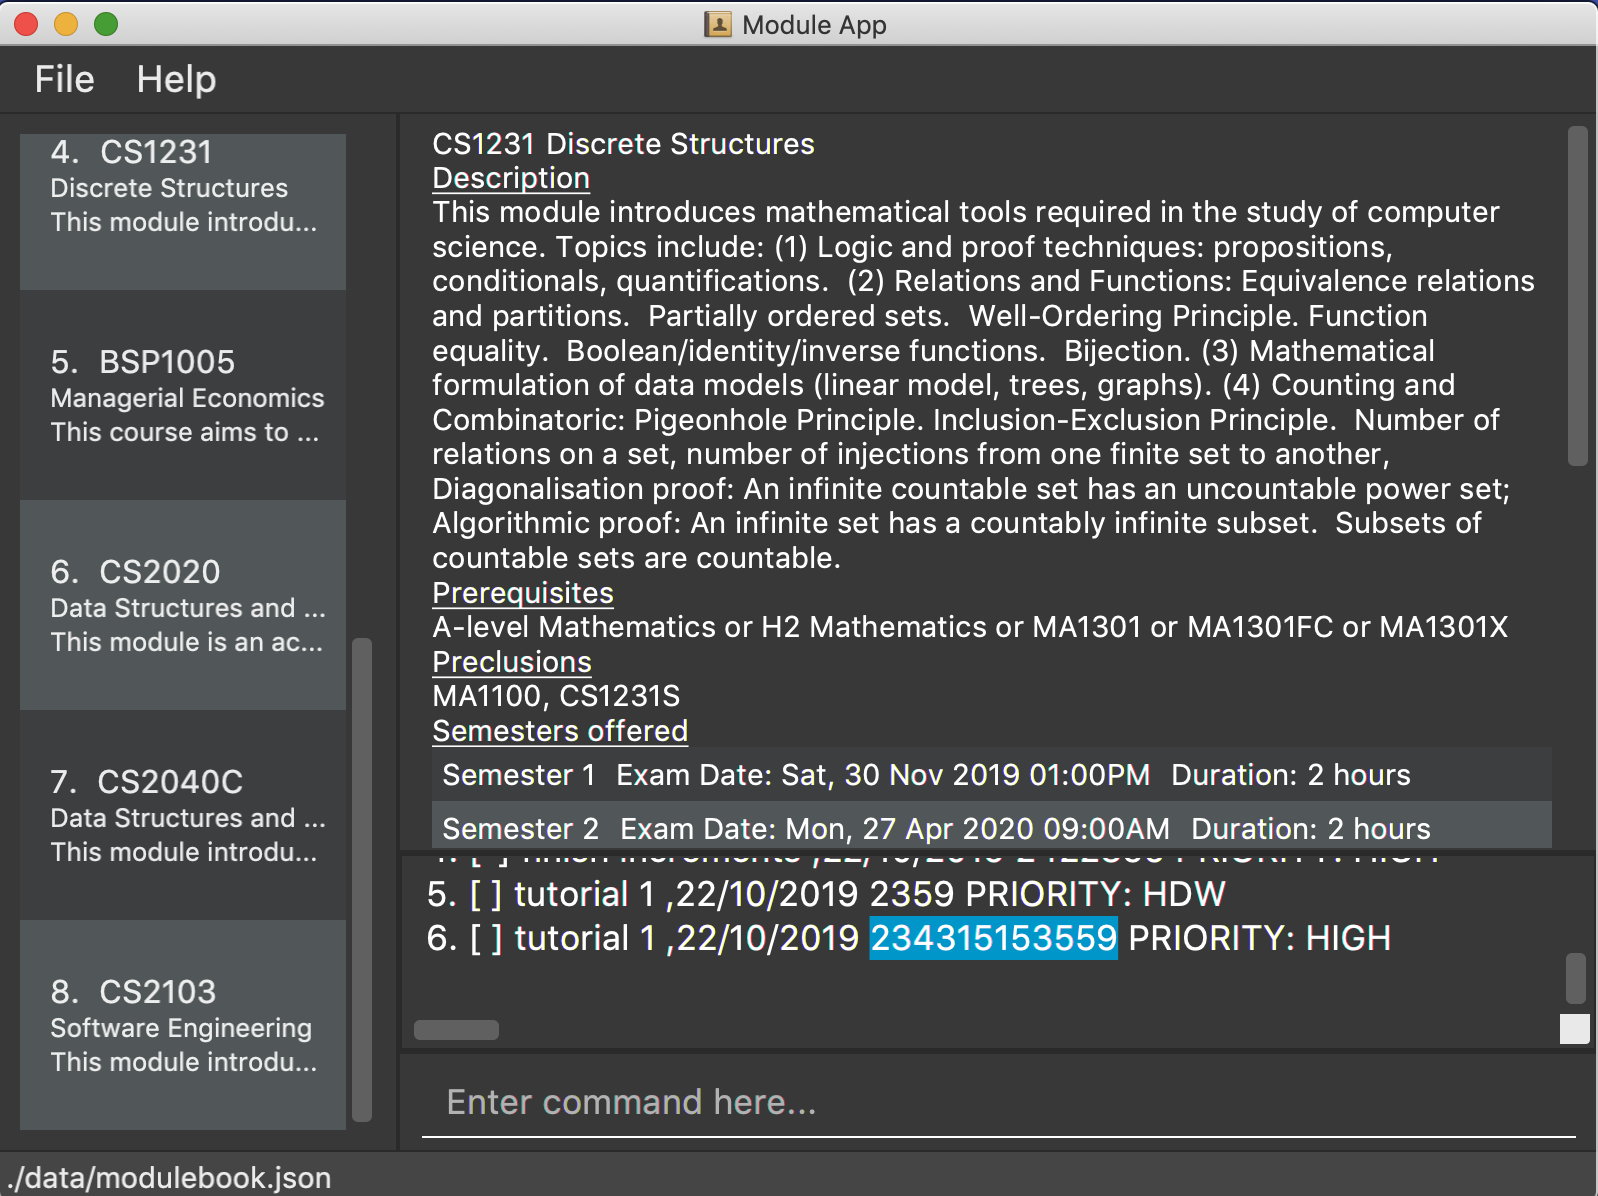 Module App
File Help
4. CS1231
Discrete Structures
This module introdu...
5. BSP1005
Managerial Economics
This course aims to ...
6. CS2020
Data Structures and ...
This module is an ac...
7. CS2040C
Data Structures and ...
This module introdu...
8. CS2103
Software Engineering
This module introdu...
CS1231 Discrete Structures
Description
This module introduces mathematical tools required in the study of computer
science. Topics include: (1) Logic and proof techniques: propositions,
conditionals, quantifications.  (2) Relations and Functions: Equivalence relations
and partitions.  Partially ordered sets.  Well-Ordering Principle. Function
equality.  Boolean/identity/inverse functions.  Bijection. (3) Mathematical
formulation of data models (linear model, trees, graphs). (4) Counting and
Combinatoric: Pigeonhole Principle. Inclusion-Exclusion Principle.  Number of
relations on a set, number of injections from one finite set to another,
Diagonalisation proof: An infinite countable set has an uncountable power set;
Algorithmic proof: An infinite set has a countably infinite subset.  Subsets of
countable sets are countable.
Prerequisites
A-level Mathematics or H2 Mathematics or MA1301 or MA1301FC or MA1301X
Preclusions
MA1100, CS1231S
Semesters offered
Semester 1 Exam Date: Sat, 30 Nov 2019 01:00PM Duration: 2 hours
Semester 2 Exam Date: Mon, 27 Apr 2020 09:00AM Duration: 2 hours
[ ] finish increments ,22/10/2019 PRIORITY: HIGH
5. [ ] tutorial 1 ,22/10/2019 2359 PRIORITY: HDW
6. [ ] tutorial 1 ,22/10/2019 234315153559 PRIORITY: HIGH
Enter command here...
./data/modulebook.json